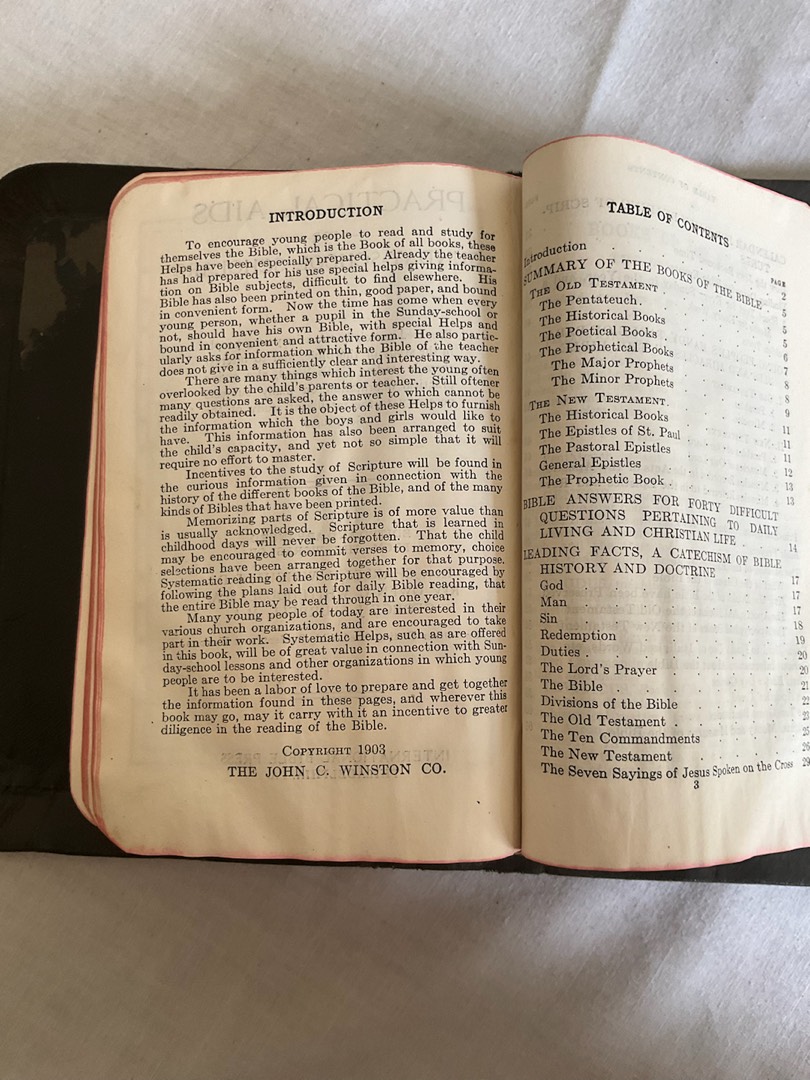 INTRODUCTION
To encourage young people to read and study for
themselves the Bible, which is the Book of all books, these
Helps have been especially prepared. Already the teacher
has had prepared for his use special helps giving informa-
tion on Bible subjects, difficult to find elsewhere. His
Bible has also been printed on thin, good paper, and bound
in convenient form. Now the time has come when every
young person, whether a pupil in the Sunday-school or
not, should have his own Bible, with special Helps and
bound in convenient and attractive form. He also partic-
ularly asks for information which the Bible of the teacher
does not give in a sufficiently clear and interesting way.
There are many things which interest the young often
overlooked by the child's parents or teacher. Still oftener
many questions are asked, the answer to which cannot be
readily obtained. It is the object of these Helps to furnish
the information which the boys and girls would like to
have. This information has also been arranged to suit
the child's capacity, and yet not so simple that it will
require no effort to master.
Incentives to the study of Scripture will be found in
the curious information given in connection with the
history of the different books of the Bible, and of the many
kinds of Bibles that have been printed.
Memorizing parts of Scripture is of more value than
is usually acknowledged. Scripture that is learned in
childhood days will never be forgotten. That the child
may be encouraged to commit verses to memory, choice
selections have been arranged together for that purpose.
Systematic reading of the Scripture will be encouraged by
following the plans laid out for daily Bible reading, that
the entire Bible may be read through in one year.
Many young people of today are interested in their
various church organizations, and are encouraged to take
part in their work. Systematic Helps, such as are offered
in this book, will be of great value in connection with Sun-
day-school lessons and other organizations in which young
people are to be interested.
It has been a labor of love to prepare and get together
the information found in these pages, and wherever this
book may go, may it carry with it an incentive to greater
diligence in the reading of the Bible.
COPYRIGHT 1903
THE JOHN C. WINSTON CO.
TABLE OF CONTENTS
PAGE
Introduction 2
SUMMARY OF THE BOOKS OF THE BIBLE 5
THE OLD TESTAMENT 5
The Pentateuch 5
The Historical Books 5
The Poetical Books 6
The Prophetical Books 7
The Major Prophets 8
The Minor Prophets 8
THE NEW TESTAMENT 9
The Historical Books 11
The Epistles of St. Paul 11
The Pastoral Epistles 11
General Epistles 12
The Prophetic Book 13
BIBLE ANSWERS FOR FORTY DIFFICULT
QUESTIONS PERTAINING TO DAILY
LIVING AND CHRISTIAN LIFE 14
LEADING FACTS, A CATECHISM OF BIBLE
HISTORY AND DOCTRINE 17
God 17
Man 17
Sin 18
Redemption 19
Duties 20
The Lord's Prayer 20
The Bible 21
Divisions of the Bible 22
The Old Testament 23
The Ten Commandments 25
The New Testament 26
The Seven Sayings of Jesus Spoken on the Cross 29
3